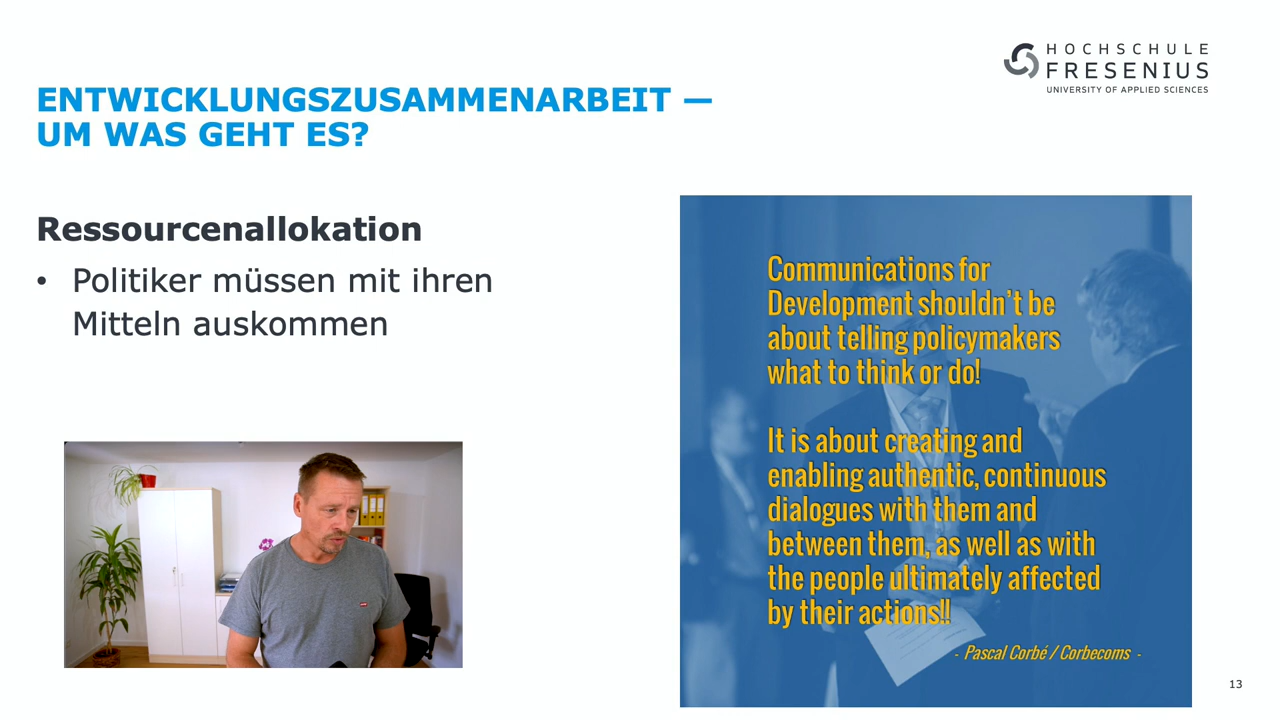 HOCHSCHULE
FRESENIUS
UNIVERSITY OF APPLIED SCIENCES
ENTWICKLUNGSZUSAMMENARBEIT —
UM WAS GEHT ES?
Ressourcenallokation
• Politiker müssen mit ihren
Mitteln auskommen
Communications for
Development shouldn't be
about telling policymakers
what to think or do!
It is about creating and
enabling authentic, continuous
dialogues with them and
between them, as well as with
the people ultimately affected
by their actions!!
- Pascal Corbé / Corbecoms -
13